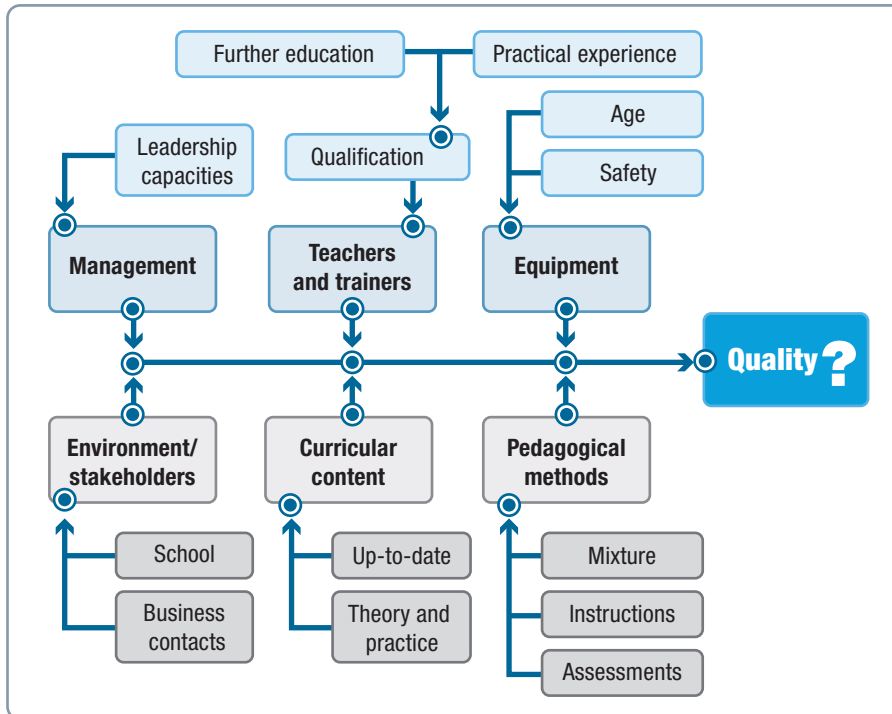 Further education
Practical experience
Age
Leadership
capacities
Qualification
Safety
Management
Teachers
and trainers
Equipment
Quality ?
Environment/
stakeholders
Curricular
content
Pedagogical
methods
School
Up-to-date
Mixture
Business
contacts
Theory and
practice
Instructions
Assessments